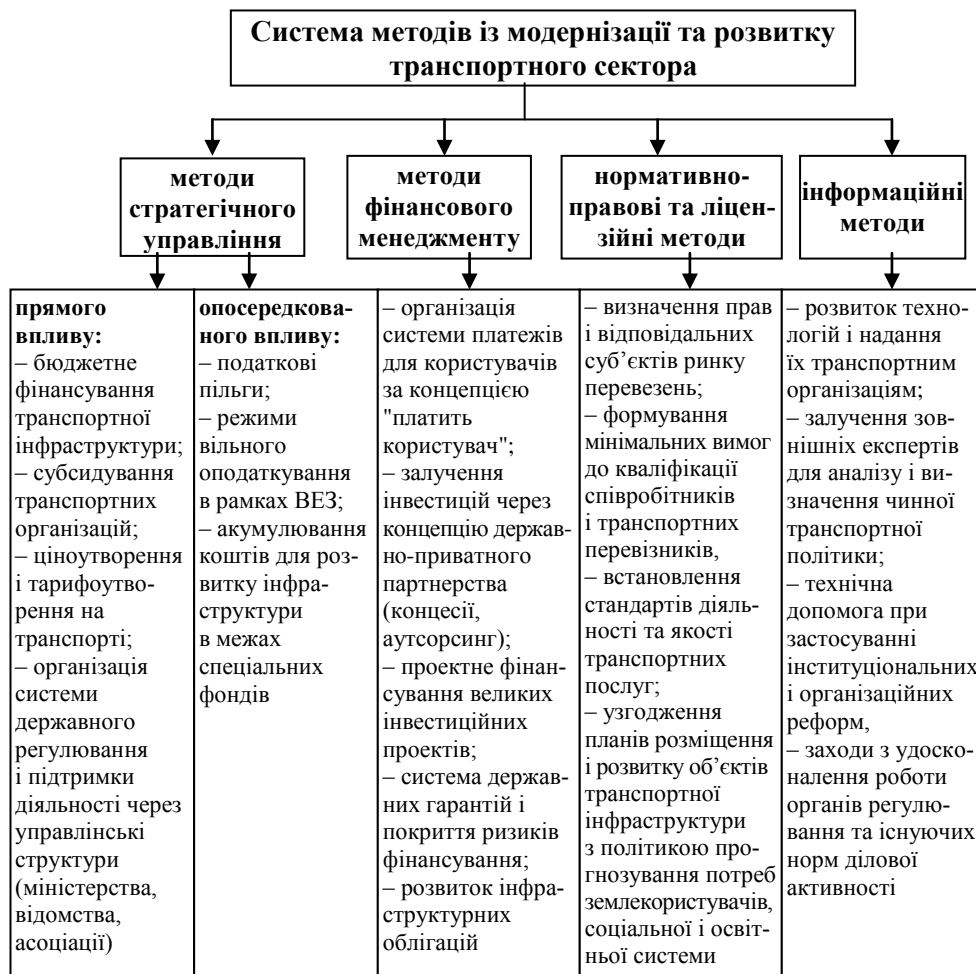 Система методів із модернізації та розвитку
транспортного сектора
методи
стратегічного
управління
методи
фінансового
менеджменту
нормативно-
правові та ліцен-
зійні методи
інформаційні
методи
прямого
впливу:
– бюджетне
фінансування
транспортної
інфраструктури;
– субсидування
транспортних
організацій;
– ціноутворення
і тарифоутво-
рення на
транспорті;
– організація
системи
державного
регулювання
і підтримки
діяльності через
управлінські
структури
(міністерства,
відомства,
асоціації)
опосередкова-
ного впливу:
– податкові
пільги;
– режими
вільного
оподаткування
в рамках ВЕЗ;
– акумулювання
коштів для роз-
витку інфра-
структури
в межах
спеціальних
фондів
– організація
системи платежів
для користувачів
за концепцією
"платить
користувач";
– залучення
інвестицій через
концепцію держав-
но-приватного
партнерства
(концесії,
аутсорсинг);
– проектне фінан-
сування великих
інвестиційних
проектів;
– система держав-
них гарантій і
покриття ризиків
фінансування;
– розвиток інфра-
структурних
облігацій
– визначення прав
і відповідальних
суб’єктів ринку
перевезень;
– формування
мінімальних вимог
до кваліфікації
співробітників
і транспортних
перевізників,
– встановлення
стандартів діяль-
ності та якості
транспортних
послуг;
– узгодження
планів розміщення
і розвитку об’єктів
транспортної
інфраструктури
з політикою про-
гнозування потреб
землекористувачів,
соціальної і освіт-
ньої системи
– розвиток техно-
логій і надання
їх транспортним
організаціям;
– залучення зов-
нішніх експертів
для аналізу і ви-
значення чинної
транспортної
політики;
– технічна
допомога при
застосуванні
інституціональних
і організаційних
реформ,
– заходи з удоско-
налення роботи
органів регулю-
вання та існуючих
норм ділової
активності